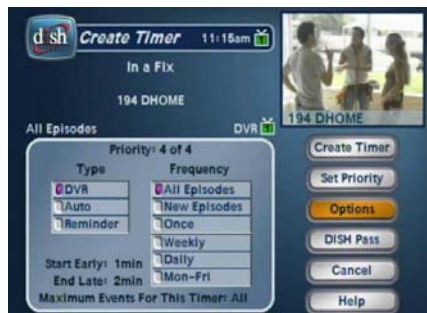 dish Create Timer 11:15am 1
In a Fix
194 DHOME
194 DHOME
All Episodes DVR 1
Priority: 4 of 4
Type Frequency
DVR All Episodes
Auto New Episodes
Reminder Once
Weekly
Start Early: 1min Daily
End Late: 2min Mon-Fri
Maximum Events For This Timer: All
Create Timer
Set Priority
Options
DISH Pass
Cancel
Help